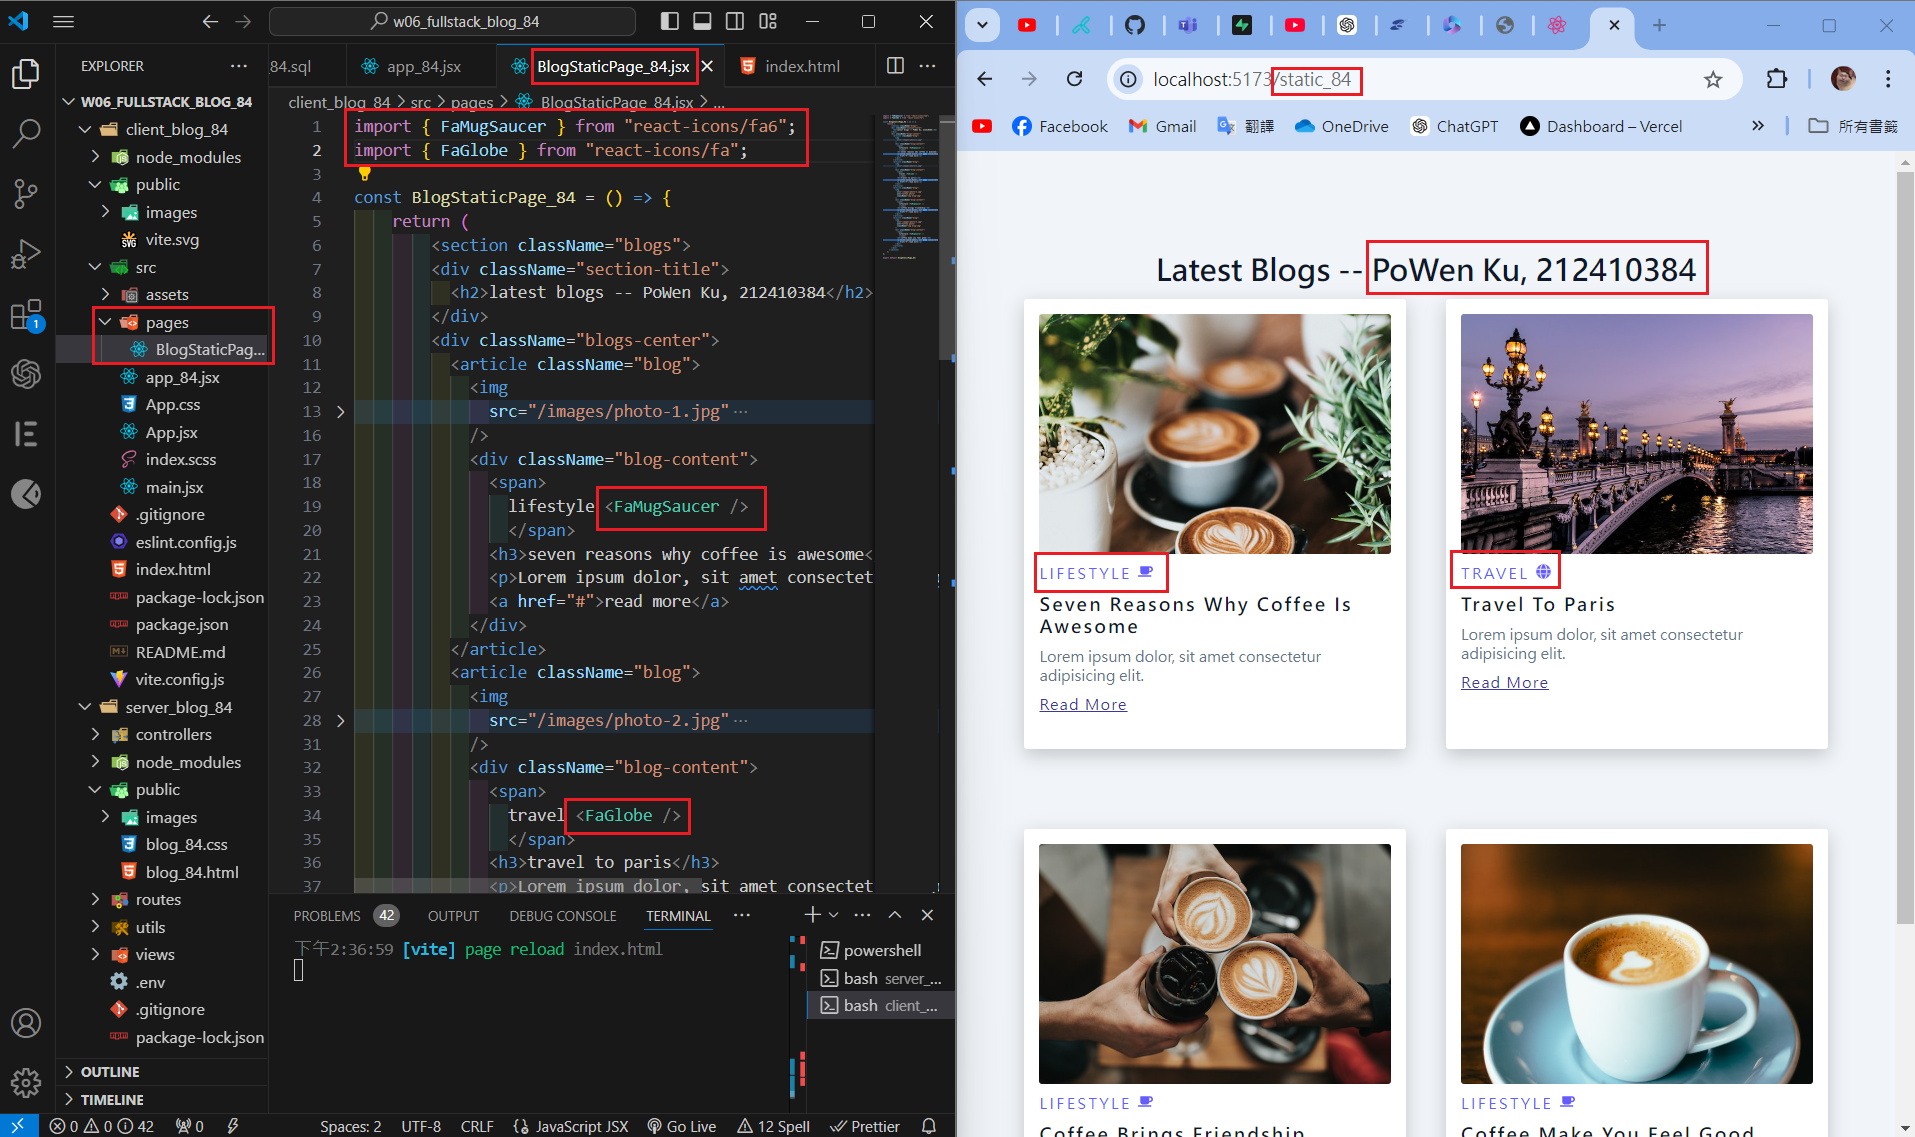 w06_fullstack_blog_84
EXPLORER
W06_FULLSTACK_BLOG_84
client_blog_84
node_modules
public
images
vite.svg
src
assets
pages
BlogStaticPag...
app_84.jsx
App.css
App.jsx
index.scss
main.jsx
.gitignore
eslint.config.js
index.html
package-lock.json
package.json
README.md
vite.config.js
server_blog_84
controllers
node_modules
public
images
blog_84.css
blog_84.html
routes
utils
views
.env
.gitignore
package-lock.json
OUTLINE
TIMELINE
84.sql
app_84.jsx
BlogStaticPage_84.jsx
index.html
client_blog_84 > src > pages > BlogStaticPage_84.jsx > ...
1 import { FaMugSaucer } from "react-icons/fa6";
2 import { FaGlobe } from "react-icons/fa";
3
4 const BlogStaticPage_84 = () => {
5 return (
6 <section className="blogs">
7 <div className="section-title">
8 <h2>latest blogs -- PoWen Ku, 212410384</h2>
9 </div>
10 <div className="blogs-center">
11 <article className="blog">
12 <img
13 src="/images/photo-1.jpg"···
16 />
17 <div className="blog-content">
18 <span>
19 lifestyle <FaMugSaucer />
20 </span>
21 <h3>seven reasons why coffee is awesome<
22 <p>Lorem ipsum dolor, sit amet consectet
23 <a href="#">read more</a>
24 </div>
25 </article>
26 <article className="blog">
27 <img
28 src="/images/photo-2.jpg"···
31 />
32 <div className="blog-content">
33 <span>
34 travel <FaGlobe />
35 </span>
36 <h3>travel to paris</h3>
37 <p>Lorem ipsum dolor, sit amet consectet
PROBLEMS 42 OUTPUT DEBUG CONSOLE TERMINAL
下午2:36:59 [vite] page reload index.html
powershell
bash server_...
bash client_...
0 0 42 0 Spaces: 2 UTF-8 CRLF JavaScript JSX Go Live 12 Spell Prettier
localhost:5173/static_84
Facebook Gmail 翻譯 OneDrive ChatGPT Dashboard – Vercel » 所有書籤
Latest Blogs -- PoWen Ku, 212410384
LIFESTYLE
Seven Reasons Why Coffee Is
Awesome
Lorem ipsum dolor, sit amet consectetur
adipisicing elit.
Read More
TRAVEL
Travel To Paris
Lorem ipsum dolor, sit amet consectetur
adipisicing elit.
Read More
LIFESTYLE
Coffee Brings Friendship
LIFESTYLE
Coffee Make You Feel Good